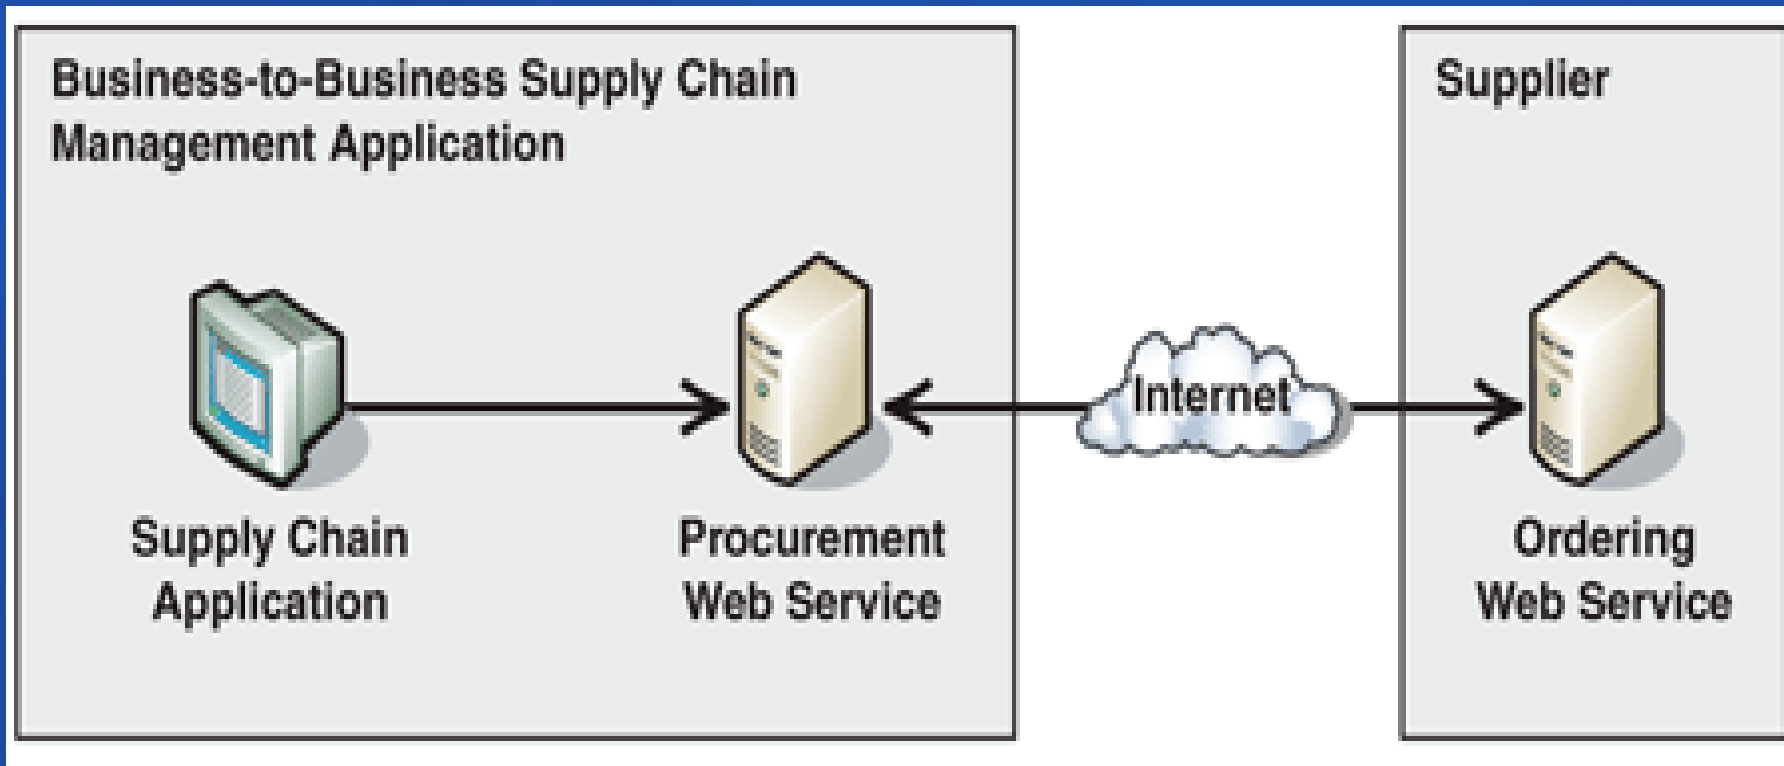 Business-to-Business Supply Chain
Management Application
Supplier
Internet
Supply Chain
Application
Procurement
Web Service
Ordering
Web Service